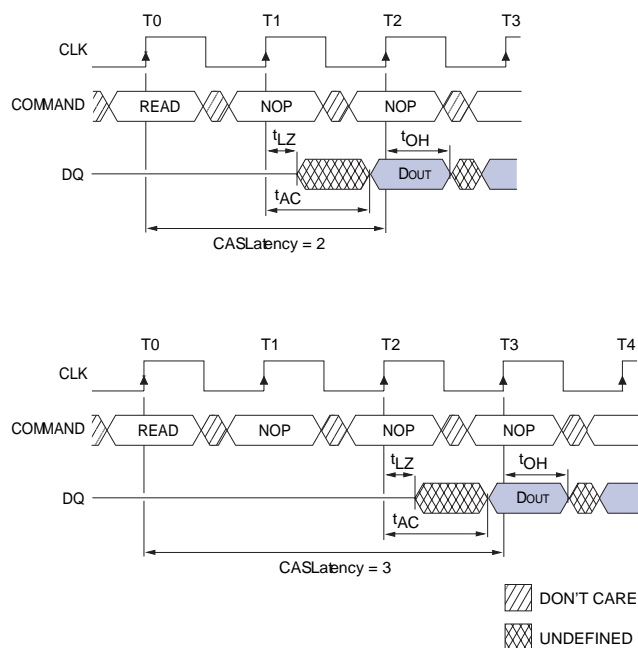 T0 T1 T2 T3
CLK
COMMAND READ NOP NOP
tLZ tOH
DQ DOUT
tAC
CASLatency = 2
T0 T1 T2 T3 T4
CLK
COMMAND READ NOP NOP NOP
tLZ tOH
DQ DOUT
tAC
CASLatency = 3
DON'T CARE
UNDEFINED